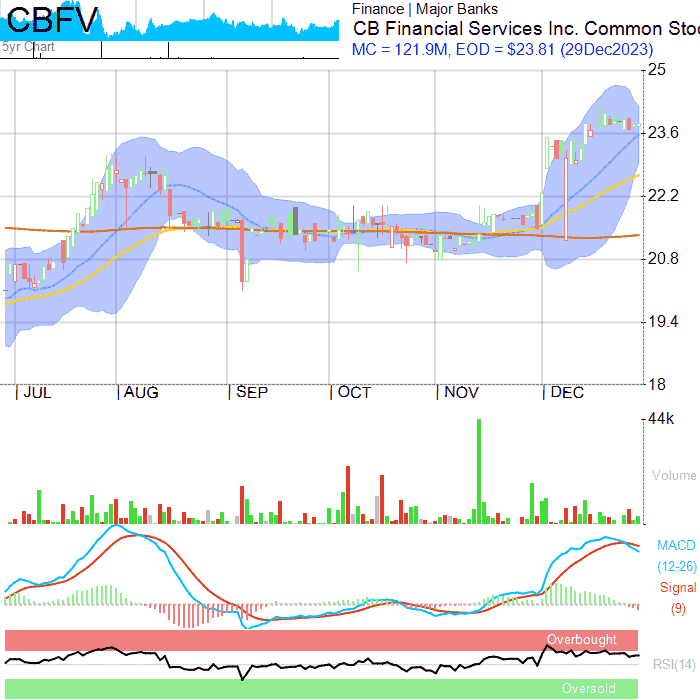 CBFV
5yr Chart
Finance | Major Banks
CB Financial Services Inc. Common Sto
MC = 121.9M, EOD = $23.81 (29Dec2023)
25
23.6
22.2
20.8
19.4
18
JUL AUG SEP OCT NOV DEC
44k
Volume
MACD
(12-26)
Signal
(9)
Overbought
RSI(14)
Oversold